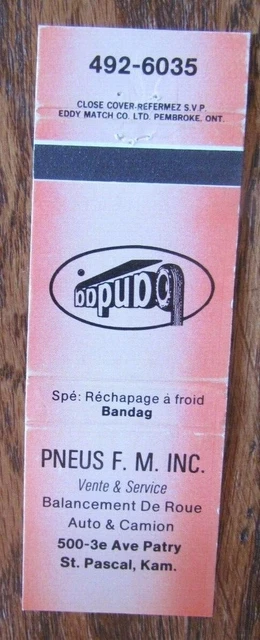 492-6035
CLOSE COVER-REFERMEZ S.V.P.
EDDY MATCH CO. LTD. PEMBROKE, ONT.
Bandag
Spé: Réchapage à froid
Bandag
PNEUS F. M. INC.
Vente & Service
Balancement De Roue
Auto & Camion
500-3e Ave Patry
St. Pascal, Kam.